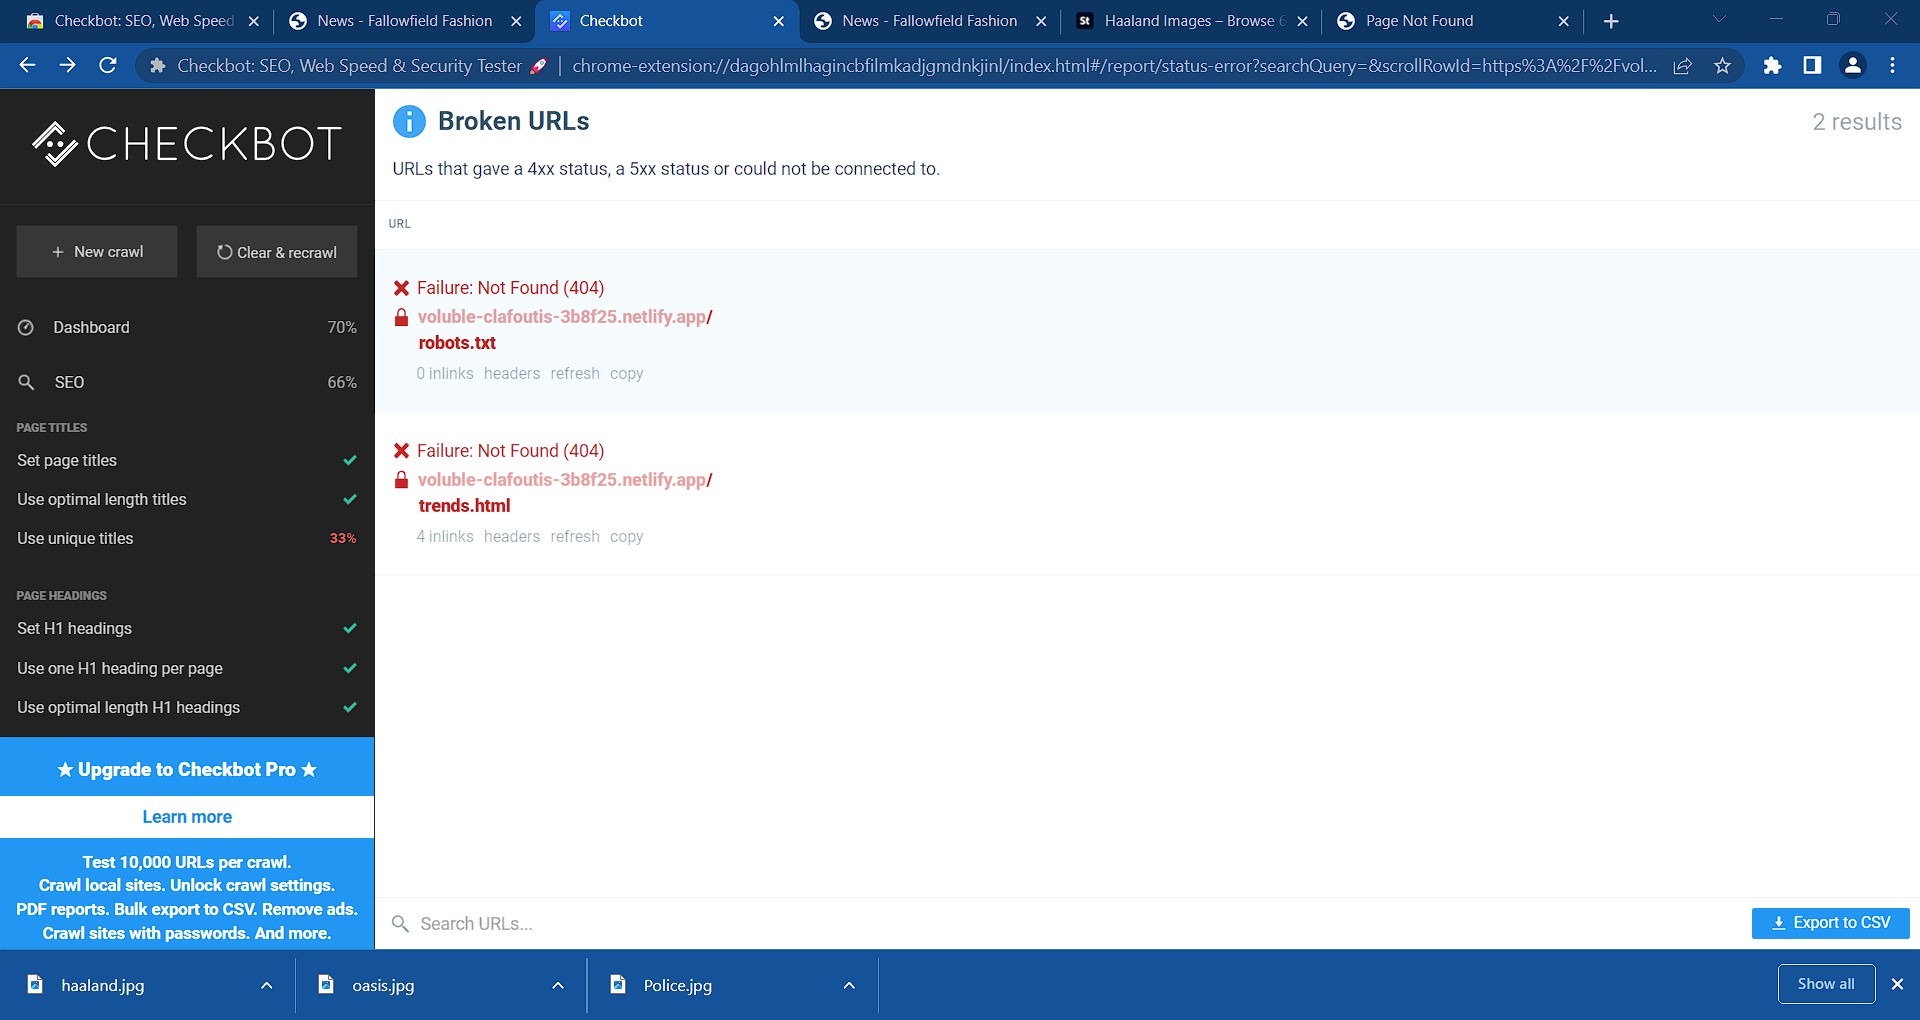 Checkbot: SEO, Web Speed
News - Fallowfield Fashion
Checkbot
News - Fallowfield Fashion
St
Haaland Images – Browse 6
Page Not Found
Checkbot: SEO, Web Speed & Security Tester 🚀 | chrome-extension://dagohlmlhagincbfilmkadjgmdnkjinl/index.html#/report/status-error?searchQuery=&scrollRowId=https%3A%2F%2Fvol...
CHECKBOT
+ New crawl
Clear & recrawl
Dashboard 70%
SEO 66%
PAGE TITLES
Set page titles
Use optimal length titles
Use unique titles 33%
PAGE HEADINGS
Set H1 headings
Use one H1 heading per page
Use optimal length H1 headings
★ Upgrade to Checkbot Pro ★
Learn more
Test 10,000 URLs per crawl.
Crawl local sites. Unlock crawl settings.
PDF reports. Bulk export to CSV. Remove ads.
Crawl sites with passwords. And more.
Broken URLs
2 results
URLs that gave a 4xx status, a 5xx status or could not be connected to.
URL
Failure: Not Found (404)
voluble-clafoutis-3b8f25.netlify.app/
robots.txt
0 inlinks headers refresh copy
Failure: Not Found (404)
voluble-clafoutis-3b8f25.netlify.app/
trends.html
4 inlinks headers refresh copy
Search URLs...
Export to CSV
haaland.jpg
oasis.jpg
Police.jpg
Show all